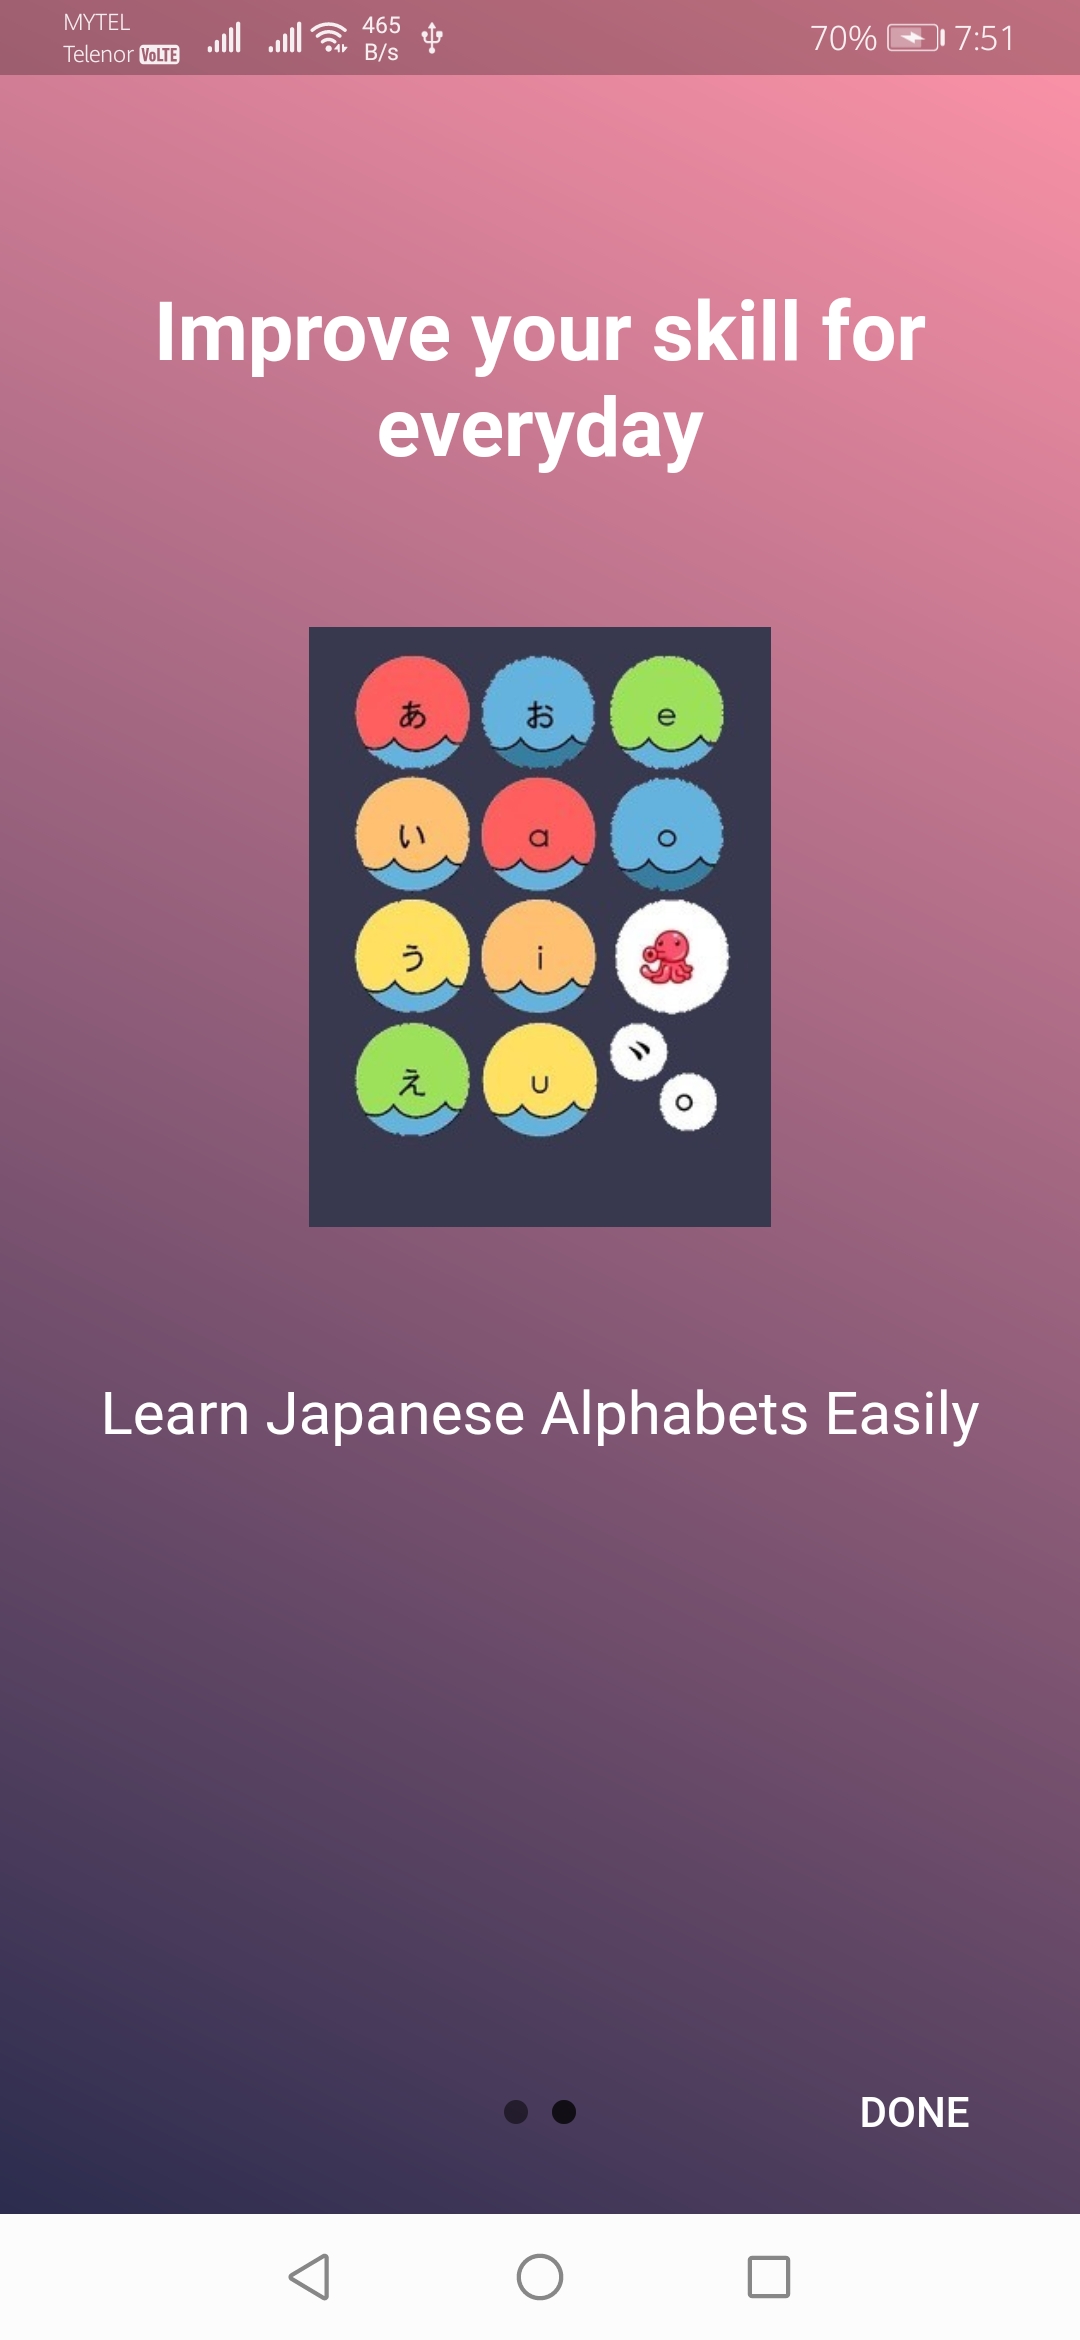 MYTEL
Telenor VoLTE
465
B/s
70% 7:51
Improve your skill for
everyday
あ お e
い a o
う i
え u
o
Learn Japanese Alphabets Easily
DONE